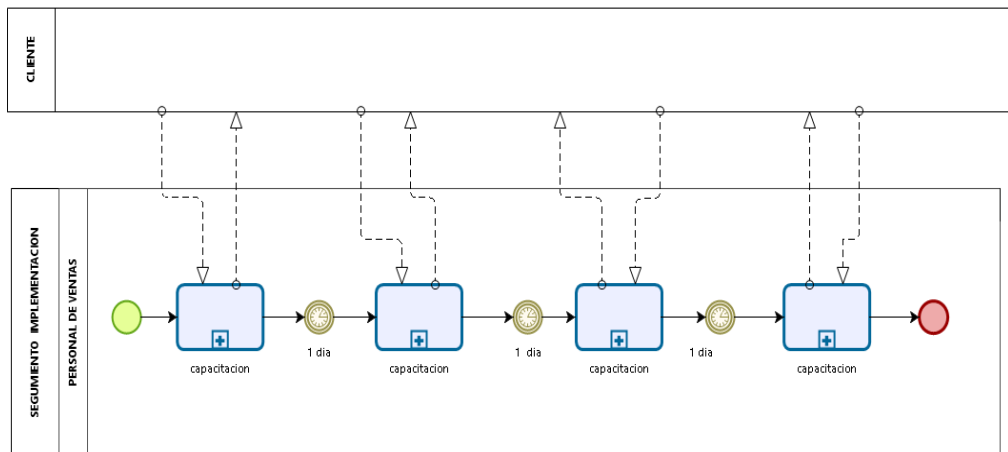 CLIENTE
SEGUMIENTO IMPLEMENTACION
PERSONAL DE VENTAS
1 dia
1 dia
1 dia
capacitacion
capacitacion
capacitacion
capacitacion